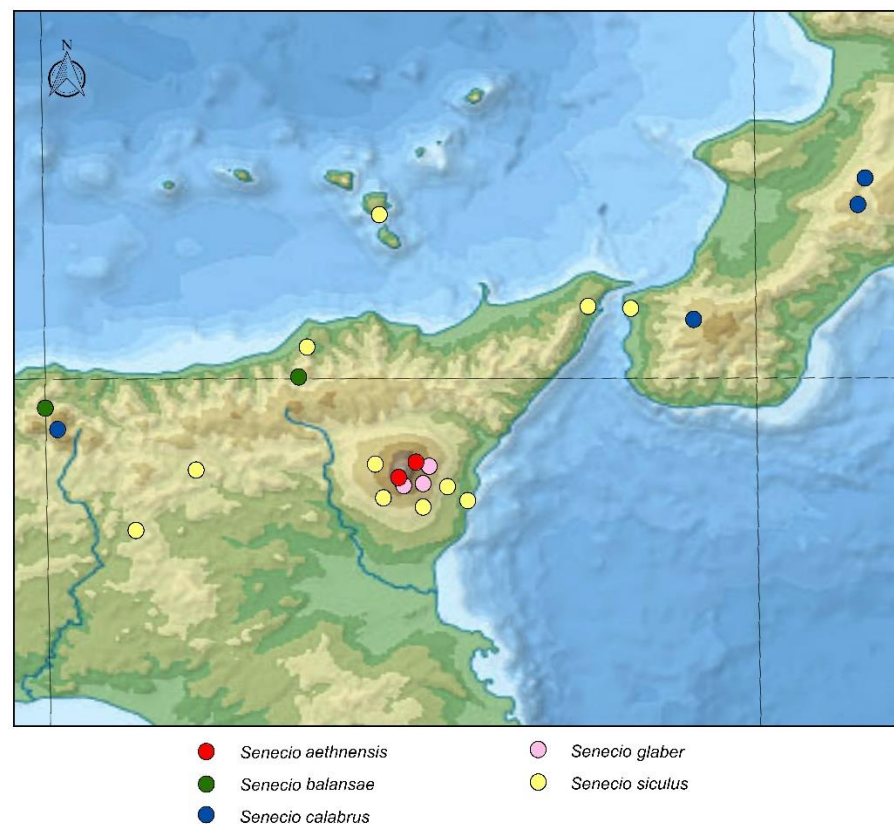 N
Senecio aethnensis
Senecio glaber
Senecio balansae
Senecio siculus
Senecio calabrus